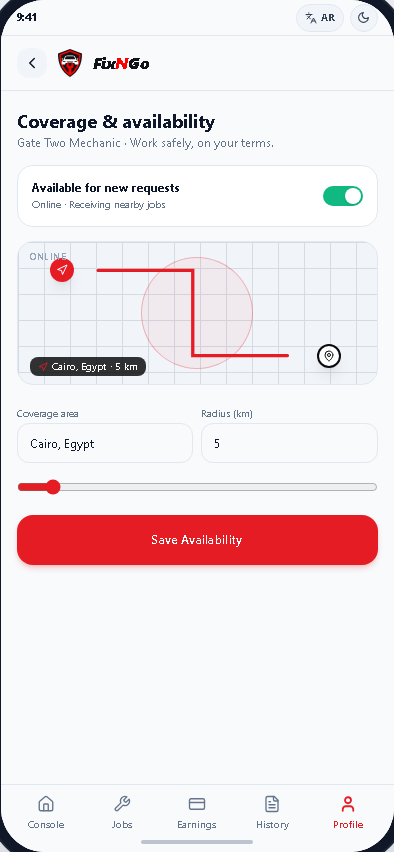 9:41
AR
FixNGo
Coverage & availability
Gate Two Mechanic · Work safely, on your terms.
Available for new requests
Online · Receiving nearby jobs
ONLINE
Cairo, Egypt · 5 km
Coverage area
Radius (km)
Cairo, Egypt
5
Save Availability
Console
Jobs
Earnings
History
Profile